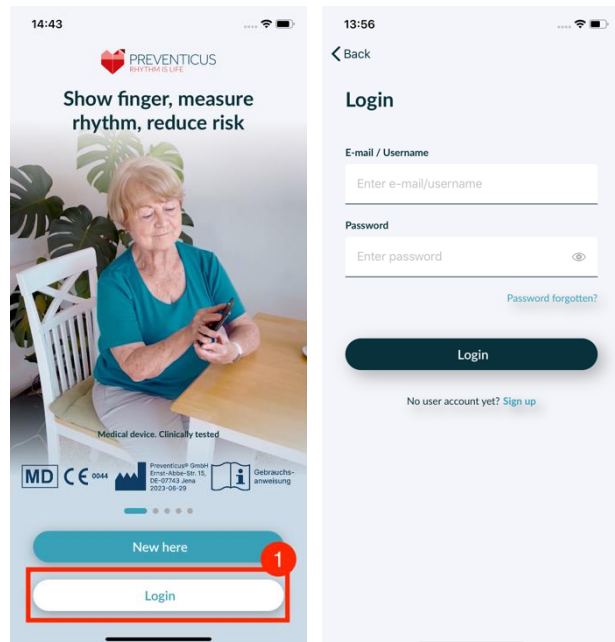 14:43
PREVENTICUS
RHYTHM IS LIFE
Show finger, measure
rhythm, reduce risk
Medical device. Clinically tested
MD CE 0044
Preventicus® GmbH
Ernst-Abbe-Str. 15,
DE-07743 Jena
2023-08-29
i
Gebrauchs-
anweisung
New here
1
Login
13:56
Back
Login
E-mail / Username
Enter e-mail/username
Password
Enter password
Password forgotten?
Login
No user account yet? Sign up